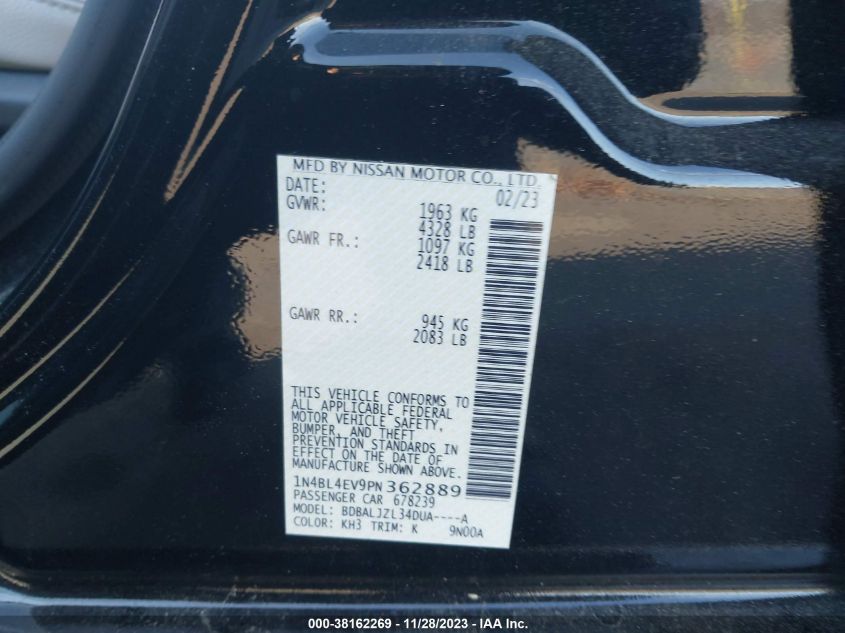 MFD BY NISSAN MOTOR CO., LTD.
DATE: 02/23
GVWR: 1963 KG
4328 LB
GAWR FR.: 1097 KG
2418 LB
GAWR RR.: 945 KG
2083 LB
THIS VEHICLE CONFORMS TO
ALL APPLICABLE FEDERAL
MOTOR VEHICLE SAFETY,
BUMPER, AND THEFT
PREVENTION STANDARDS IN
EFFECT ON THE DATE OF
MANUFACTURE SHOWN ABOVE.
1N4BL4EV9PN362889
PASSENGER CAR 678239
MODEL: BDBALJZL34DUA----A
COLOR: KH3 TRIM: K 9N00A
000-38162269 - 11/28/2023 - IAA Inc.